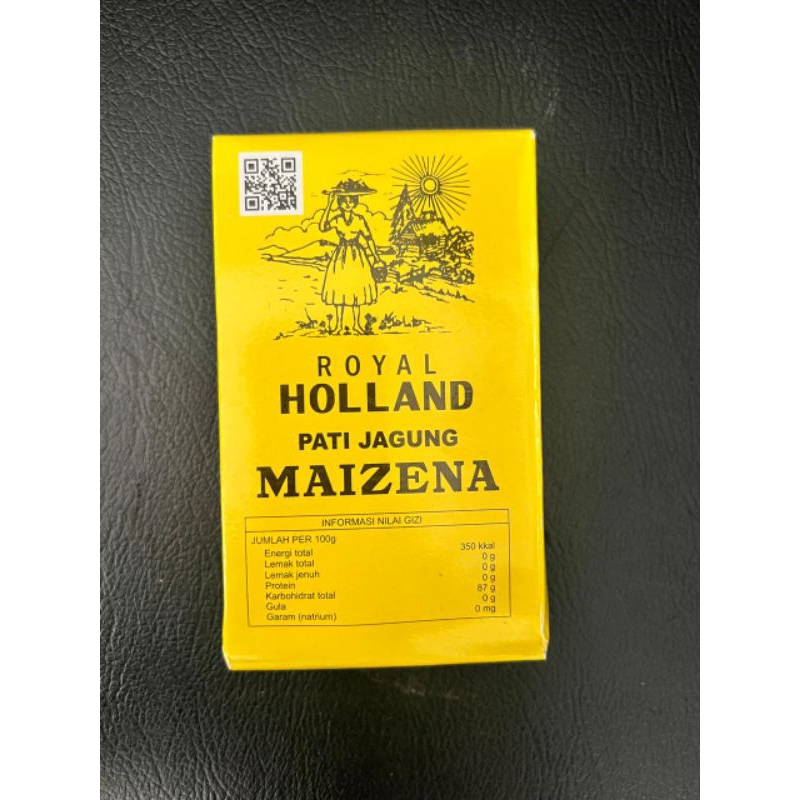 ROYAL
HOLLAND
PATI JAGUNG
MAIZENA
INFORMASI NILAI GIZI
JUMLAH PER 100g
Energi total 350 kkal
Lemak total 0 g
Lemak jenuh 0 g
Protein 0 g
Karbohidrat total 87 g
Gula 0 g
Garam (natrium) 0 mg